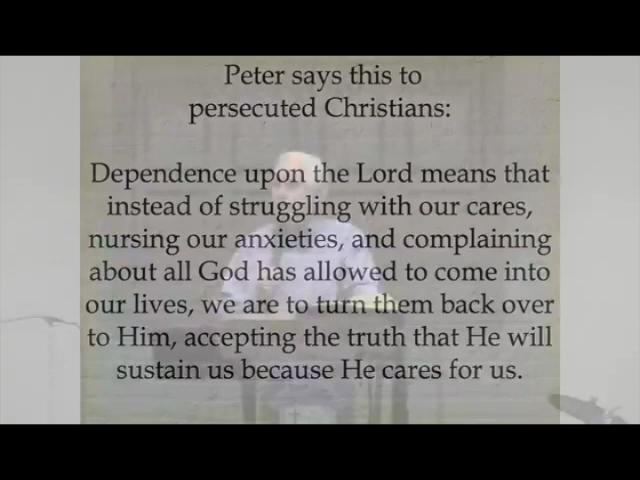 Peter says this to
persecuted Christians:
Dependence upon the Lord means that
instead of struggling with our cares,
nursing our anxieties, and complaining
about all God has allowed to come into
our lives, we are to turn them back over
to Him, accepting the truth that He will
sustain us because He cares for us.